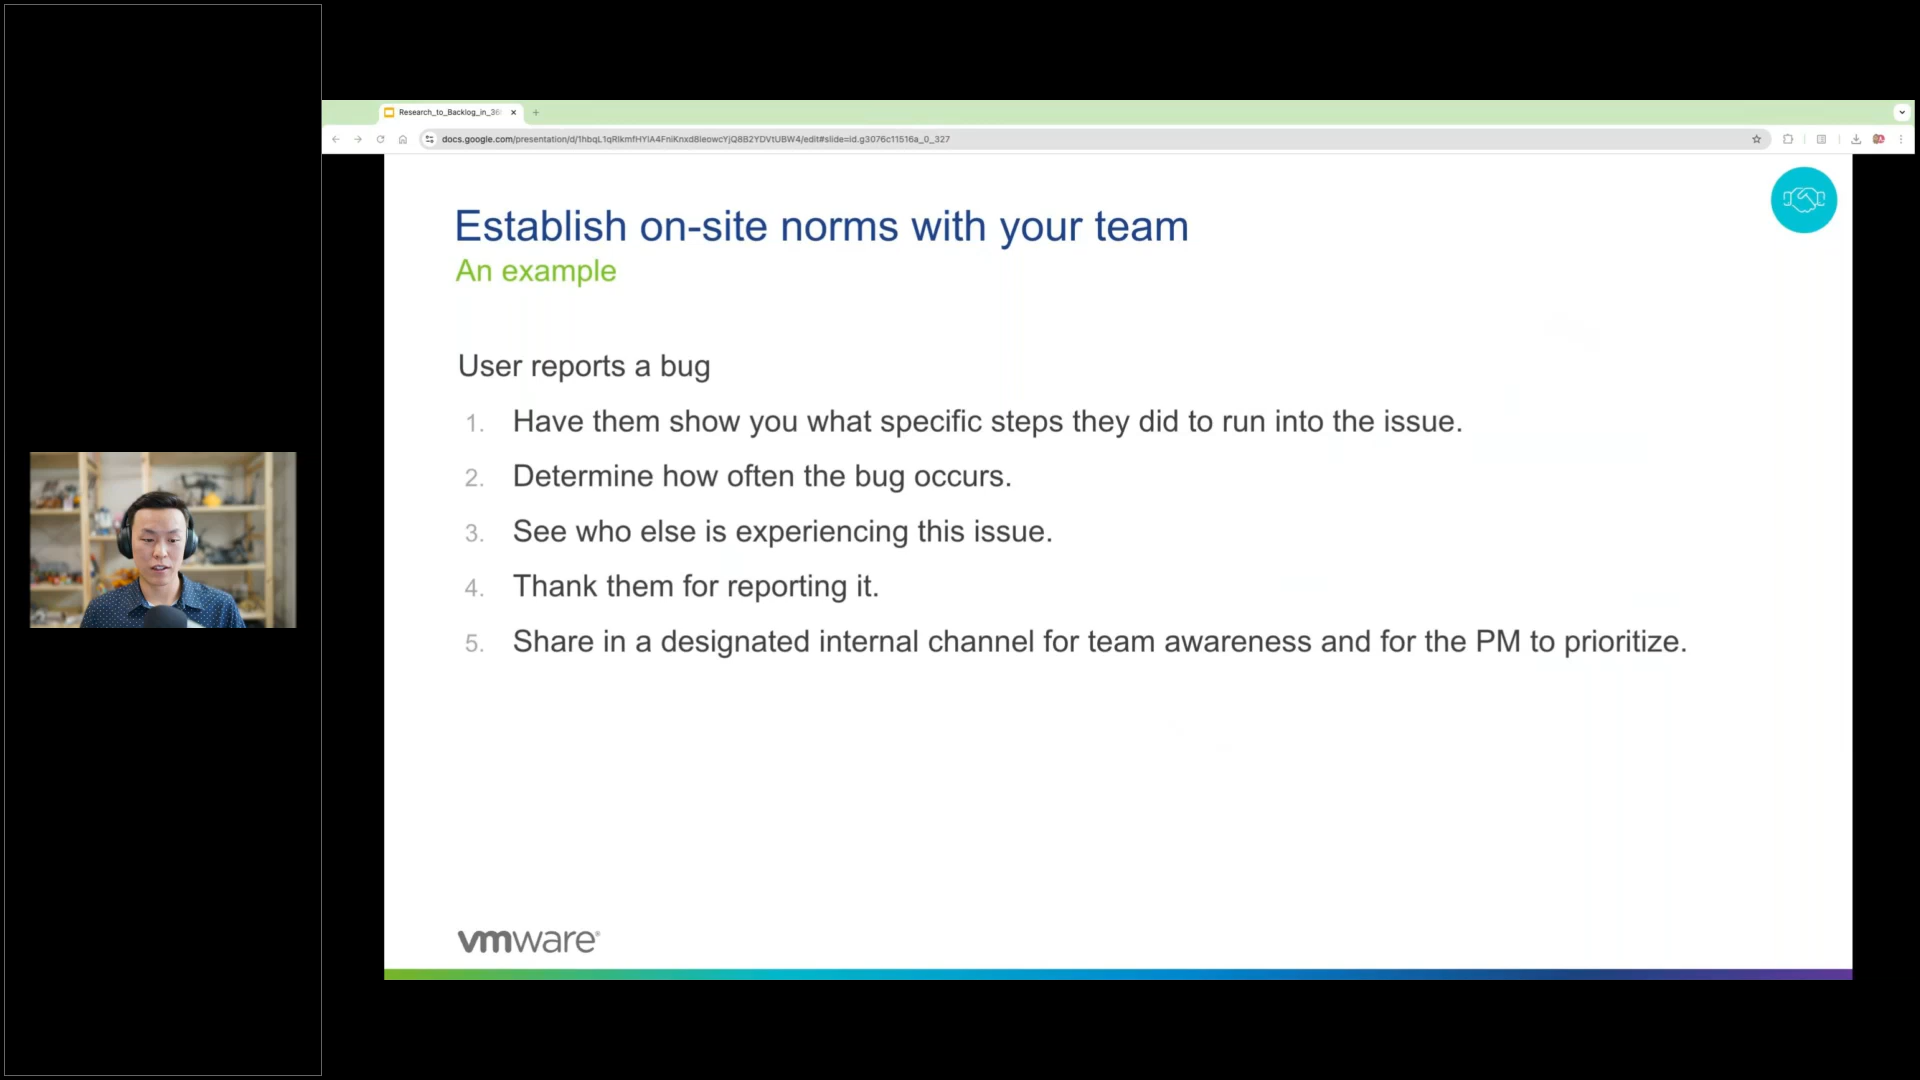 Research_to_Backlog_in_36
docs.google.com/presentation/d/1hbqL1qRlkmfHYIA4FniKnxd8leowcYjQ8B2YDVtUBW4/edit#slide=id.g3076c11516a_0_327
Establish on-site norms with your team
An example
User reports a bug
1. Have them show you what specific steps they did to run into the issue.
2. Determine how often the bug occurs.
3. See who else is experiencing this issue.
4. Thank them for reporting it.
5. Share in a designated internal channel for team awareness and for the PM to prioritize.
vmware®